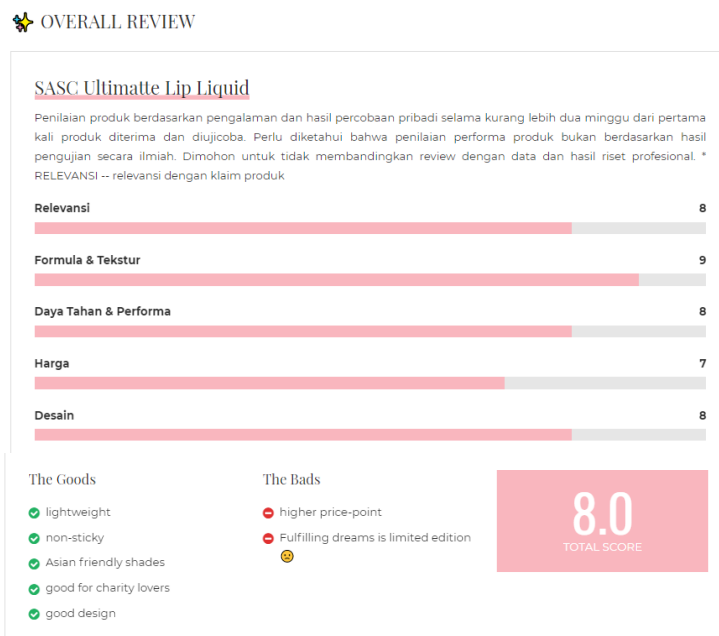 OVERALL REVIEW
SASC Ultimatte Lip Liquid
Penilaian produk berdasarkan pengalaman dan hasil percobaan pribadi selama kurang lebih dua minggu dari pertama
kali produk diterima dan diujicoba. Perlu diketahui bahwa penilaian performa produk bukan berdasarkan hasil
pengujian secara ilmiah. Dimohon untuk tidak membandingkan review dengan data dan hasil riset profesional. *
RELEVANSI -- relevansi dengan klaim produk
Relevansi 8
Formula & Tekstur 9
Daya Tahan & Performa 8
Harga 7
Desain 8
The Goods
lightweight
non-sticky
Asian friendly shades
good for charity lovers
good design
The Bads
higher price-point
Fulfilling dreams is limited edition
8.0
TOTAL SCORE